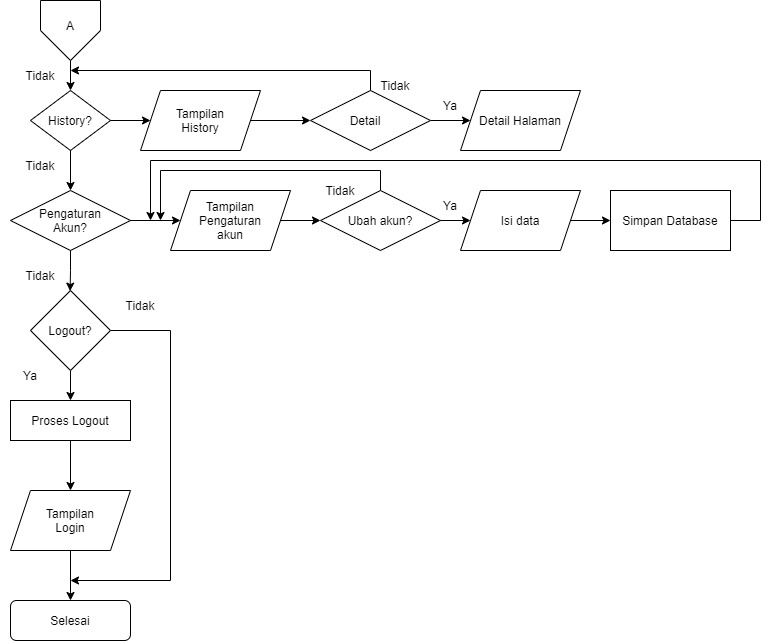 A
Tidak
Tidak
History?
Tampilan
History
Detail
Ya
Detail Halaman
Tidak
Pengaturan
Akun?
Tampilan
Pengaturan
akun
Tidak
Ubah akun?
Ya
Isi data
Simpan Database
Tidak
Logout?
Tidak
Ya
Proses Logout
Tampilan
Login
Selesai